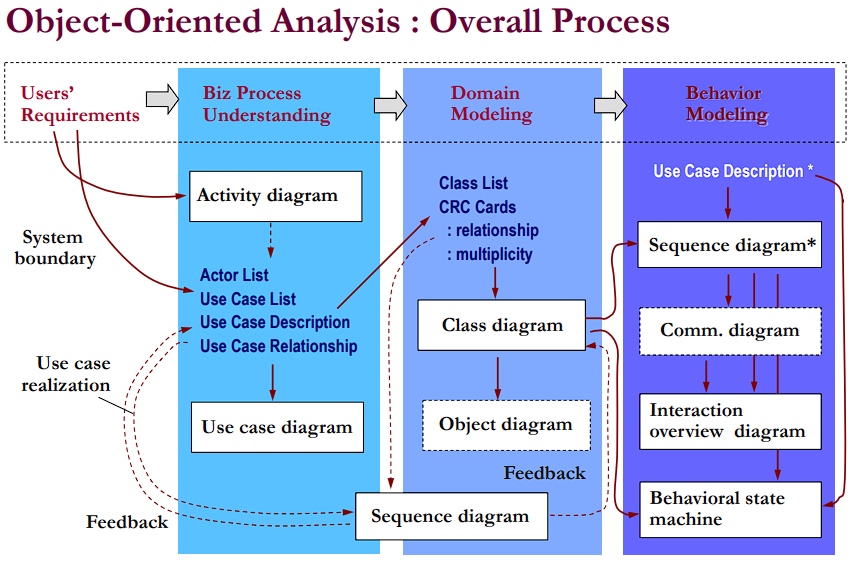 Object-Oriented Analysis : Overall Process
Users'
Requirements
Biz Process
Understanding
Domain
Modeling
Behavior
Modeling
Activity diagram
System
boundary
Actor List
Use Case List
Use Case Description
Use Case Relationship
Use case
realization
Use case diagram
Feedback
Class List
CRC Cards
: relationship
: multiplicity
Class diagram
Object diagram
Feedback
Sequence diagram
Use Case Description *
Sequence diagram*
Comm. diagram
Interaction
overview diagram
Behavioral state
machine